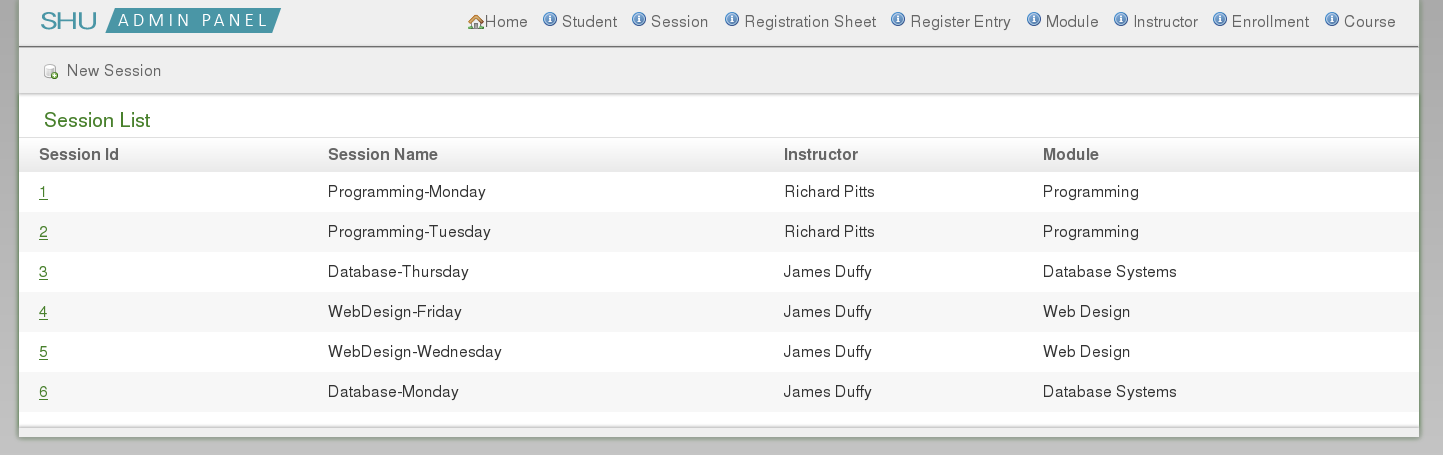 SHU ADMIN PANEL Home Student Session Registration Sheet Register Entry Module Instructor Enrollment Course
New Session
Session List
Session Id Session Name Instructor Module
1 Programming-Monday Richard Pitts Programming
2 Programming-Tuesday Richard Pitts Programming
3 Database-Thursday James Duffy Database Systems
4 WebDesign-Friday James Duffy Web Design
5 WebDesign-Wednesday James Duffy Web Design
6 Database-Monday James Duffy Database Systems